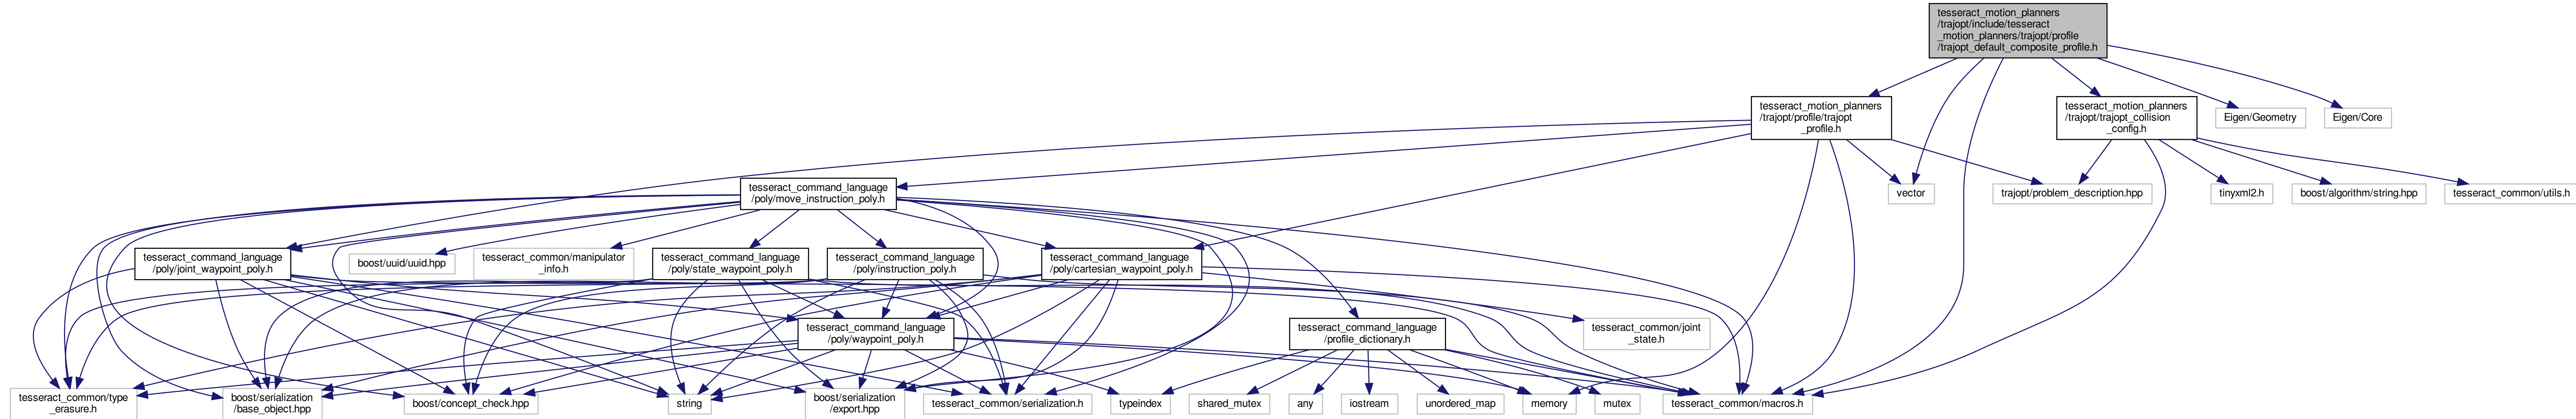 tesseract_motion_planners
/trajopt/include/tesseract
_motion_planners/trajopt/profile
/trajopt_default_composite_profile.h
tesseract_motion_planners
/trajopt/profile/trajopt
_profile.h
tesseract_motion_planners
/trajopt/trajopt_collision
_config.h
Eigen/Geometry
Eigen/Core
tesseract_command_language
/poly/move_instruction_poly.h
vector
trajopt/problem_description.hpp
tinyxml2.h
boost/algorithm/string.hpp
tesseract_common/utils.h
tesseract_command_language
/poly/joint_waypoint_poly.h
boost/uuid/uuid.hpp
tesseract_common/manipulator
_info.h
tesseract_command_language
/poly/state_waypoint_poly.h
tesseract_command_language
/poly/instruction_poly.h
tesseract_command_language
/poly/cartesian_waypoint_poly.h
tesseract_command_language
/poly/waypoint_poly.h
tesseract_command_language
/profile_dictionary.h
tesseract_common/joint
_state.h
tesseract_common/type
_erasure.h
boost/serialization
/base_object.hpp
boost/concept_check.hpp
string
boost/serialization
/export.hpp
tesseract_common/serialization.h
typeindex
shared_mutex
any
iostream
unordered_map
memory
mutex
tesseract_common/macros.h